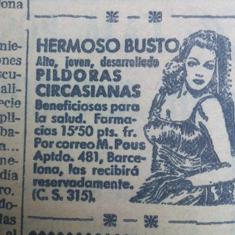 HERMOSO BUSTO
Alto, joven, desarrollado
PILDORAS
CIRCASIANAS
Beneficiosas para
la salud. Farma-
cias 15'50 pts. fr.
Por correo M. Pous
Aptdo. 481, Barce-
lona, las recibirá
reservadamente.
(C. S. 315).